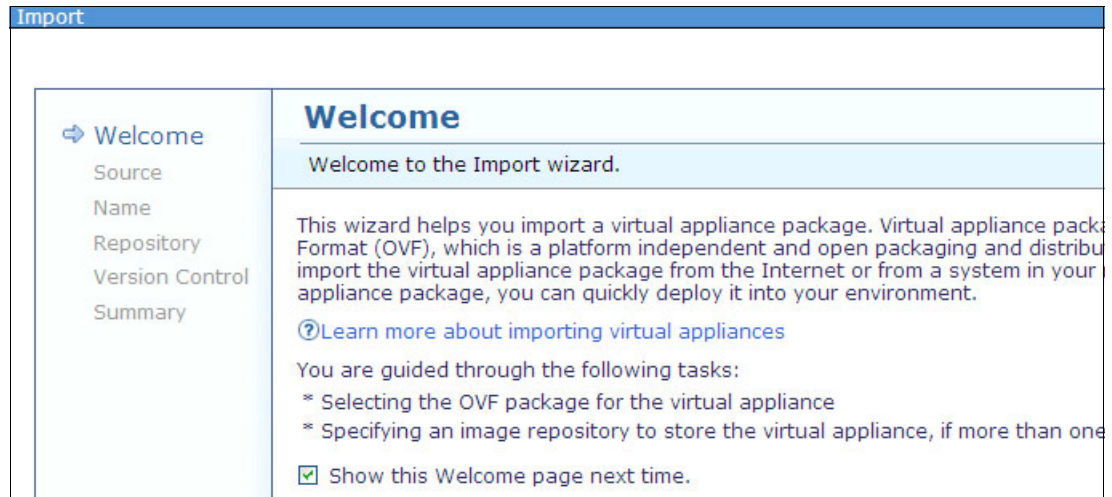 Import
Welcome
Source
Name
Repository
Version Control
Summary
Welcome
Welcome to the Import wizard.
This wizard helps you import a virtual appliance package. Virtual appliance
Format (OVF), which is a platform independent and open packaging and
import the virtual appliance package from the Internet or from a system in your
appliance package, you can quickly deploy it into your environment.
Learn more about importing virtual appliances
You are guided through the following tasks:
* Selecting the OVF package for the virtual appliance
* Specifying an image repository to store the virtual appliance, if more than one
Show this Welcome page next time.